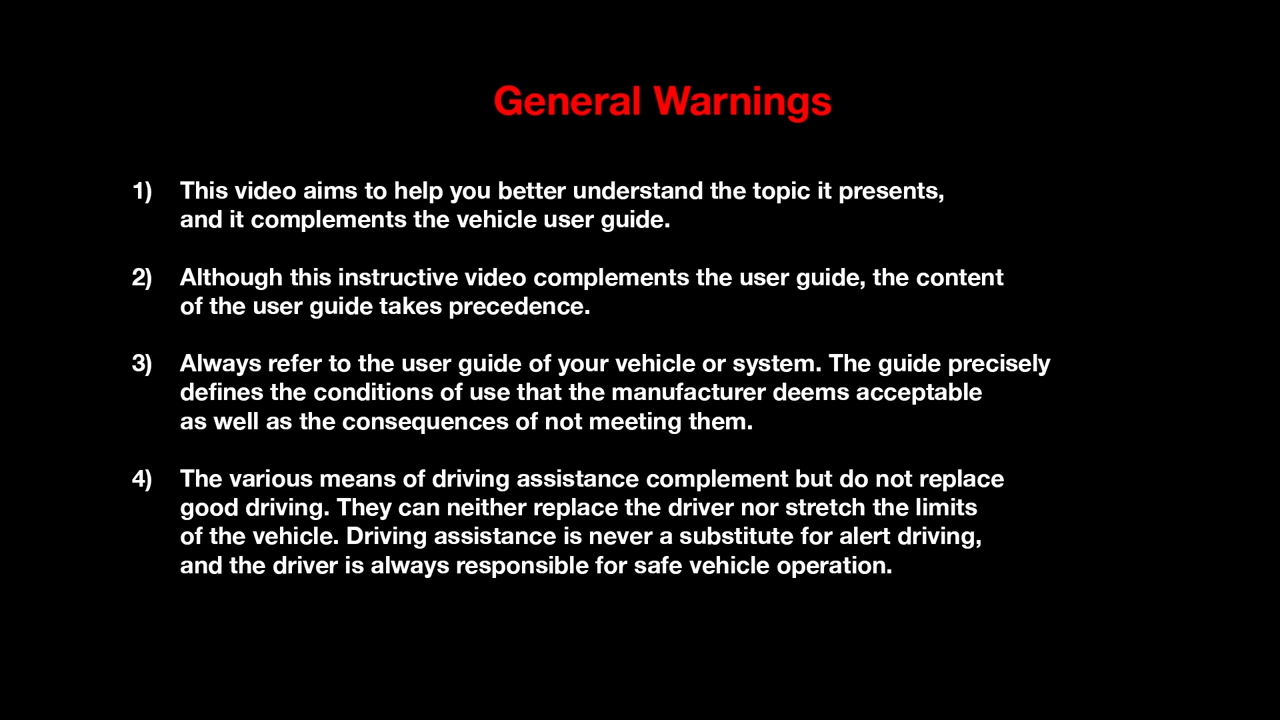 General Warnings
1) This video aims to help you better understand the topic it presents,
and it complements the vehicle user guide.
2) Although this instructive video complements the user guide, the content
of the user guide takes precedence.
3) Always refer to the user guide of your vehicle or system. The guide precisely
defines the conditions of use that the manufacturer deems acceptable
as well as the consequences of not meeting them.
4) The various means of driving assistance complement but do not replace
good driving. They can neither replace the driver nor stretch the limits
of the vehicle. Driving assistance is never a substitute for alert driving,
and the driver is always responsible for safe vehicle operation.